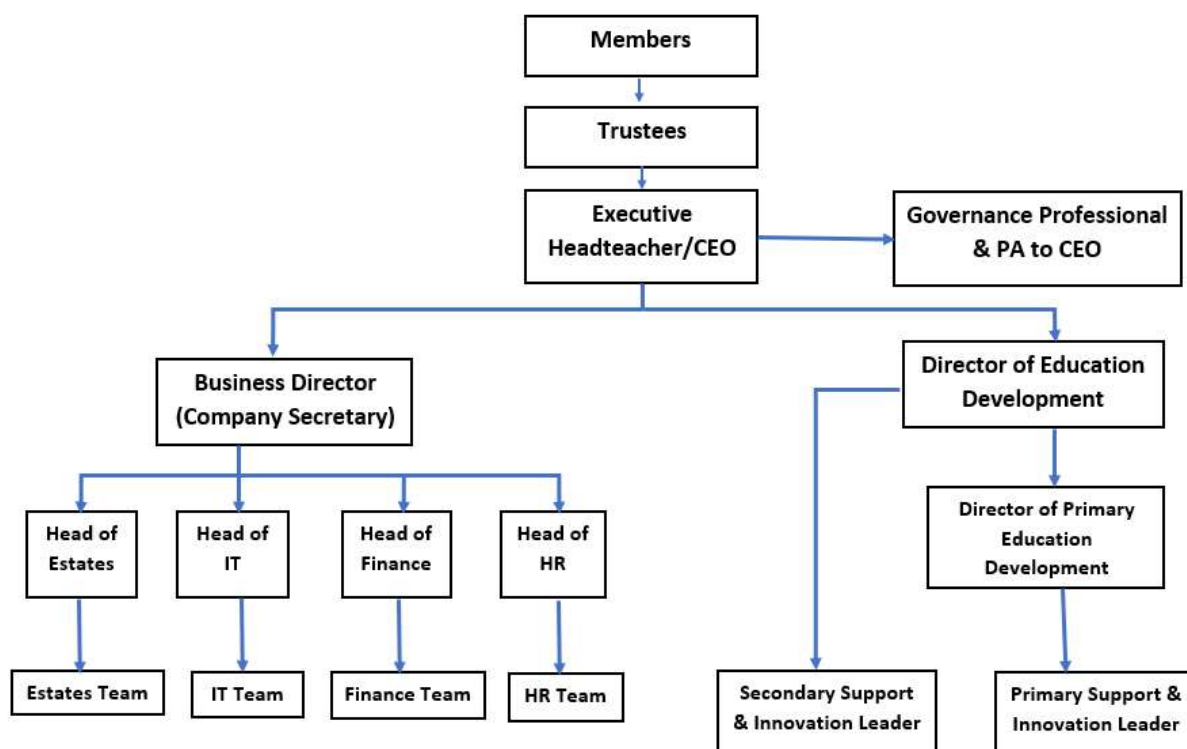 Members
Trustees
Executive
Headteacher/CEO
Governance Professional
& PA to CEO
Business Director
(Company Secretary)
Director of Education
Development
Head of
Estates
Head of
IT
Head of
Finance
Head of
HR
Director of Primary
Education
Development
Estates Team
IT Team
Finance Team
HR Team
Secondary Support
& Innovation Leader
Primary Support &
Innovation Leader